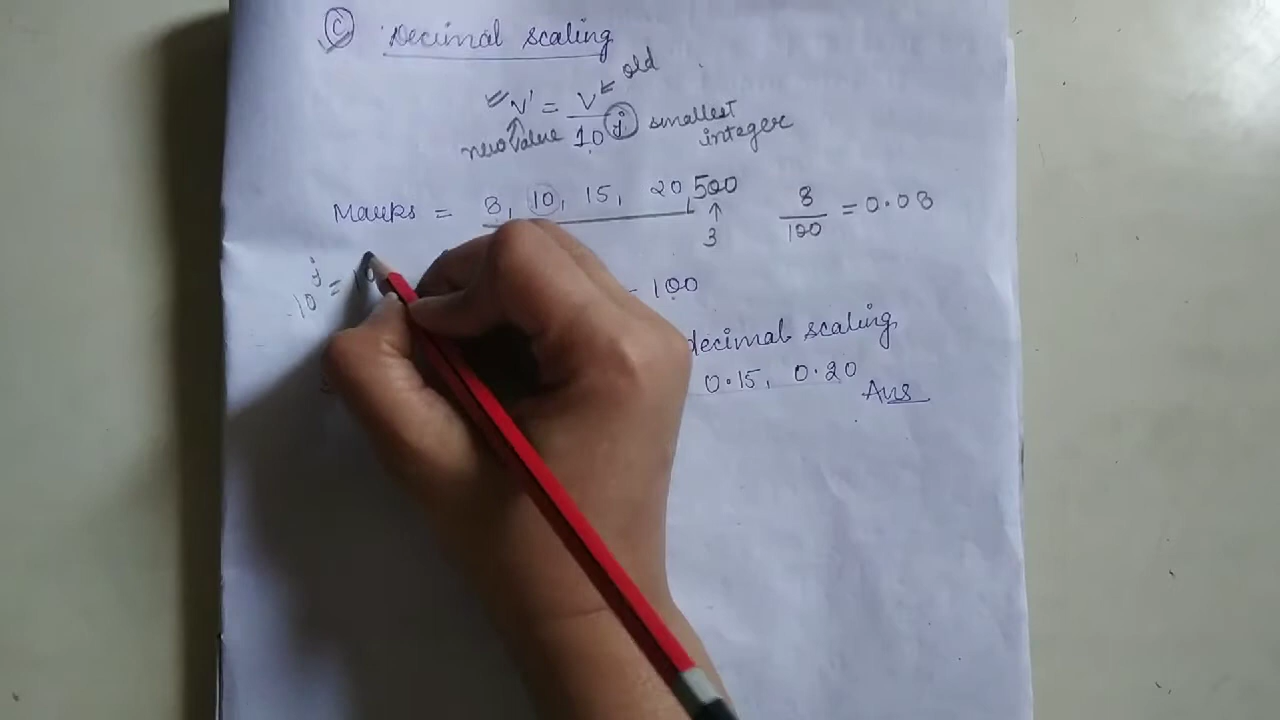 C Decimal scaling
old
V' = V
10 j smallest
new value integer
Marks = 8, 10, 15, 20, 500
8
100 = 0.08
3
10 j = 10
- 100
decimal scaling
0.15, 0.20
Ans